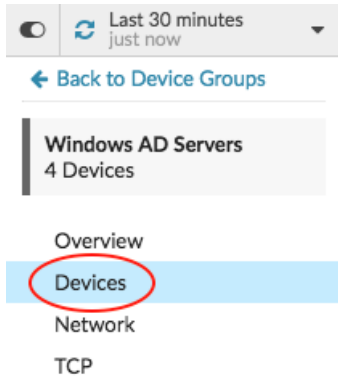 Last 30 minutes
just now
Back to Device Groups
Windows AD Servers
4 Devices
Overview
Devices
Network
TCP